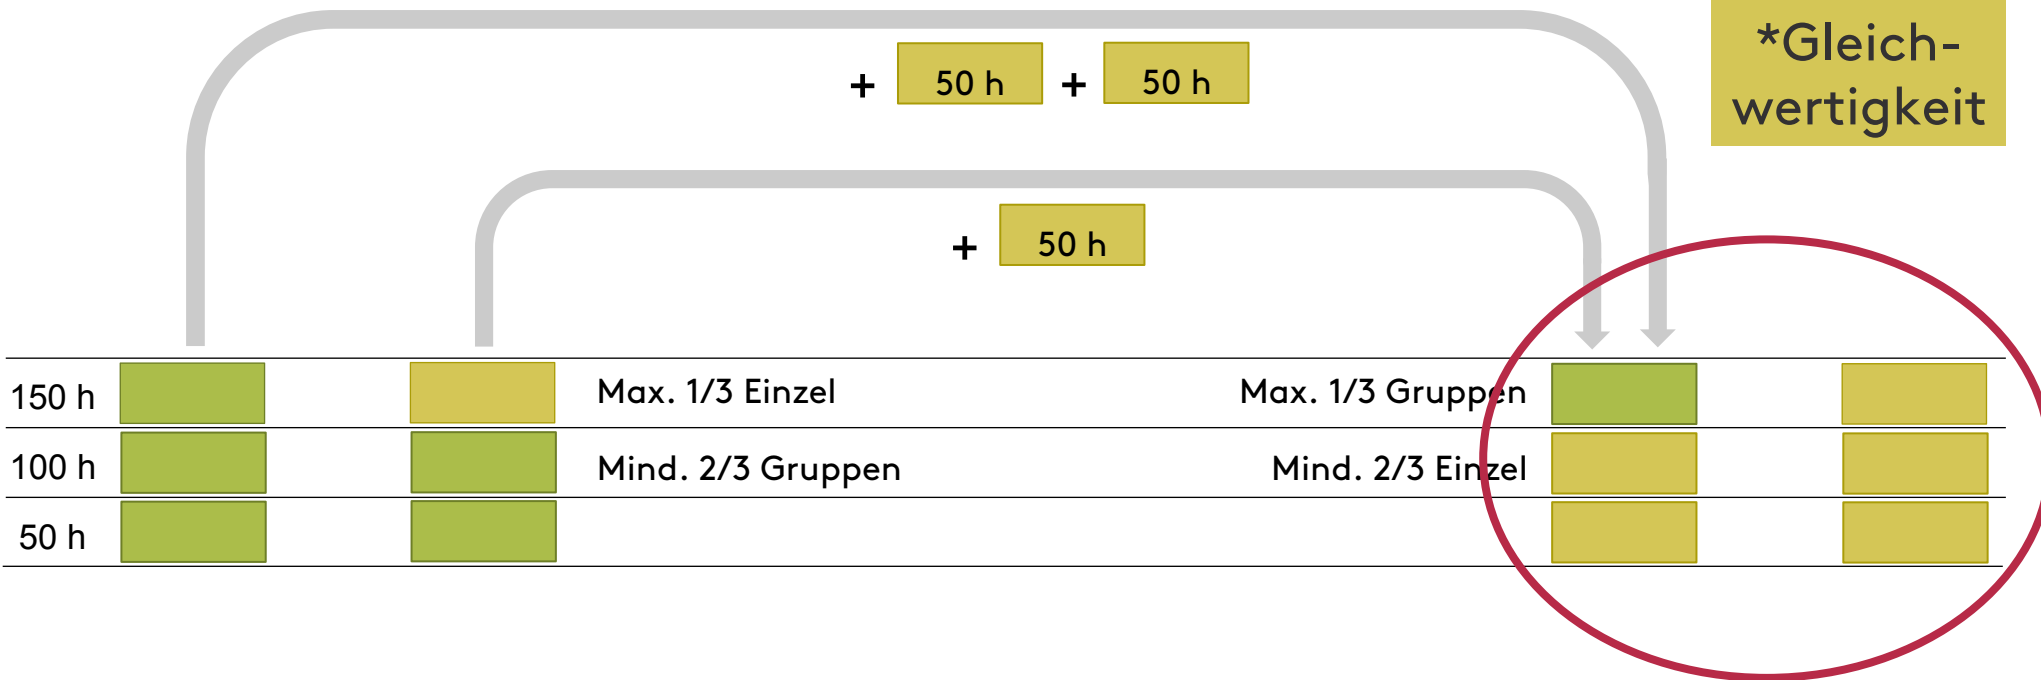 *Gleich-
wertigkeit
+ 50 h + 50 h
+ 50 h
150 h Max. 1/3 Einzel Max. 1/3 Gruppen
100 h Mind. 2/3 Gruppen Mind. 2/3 Einzel
50 h